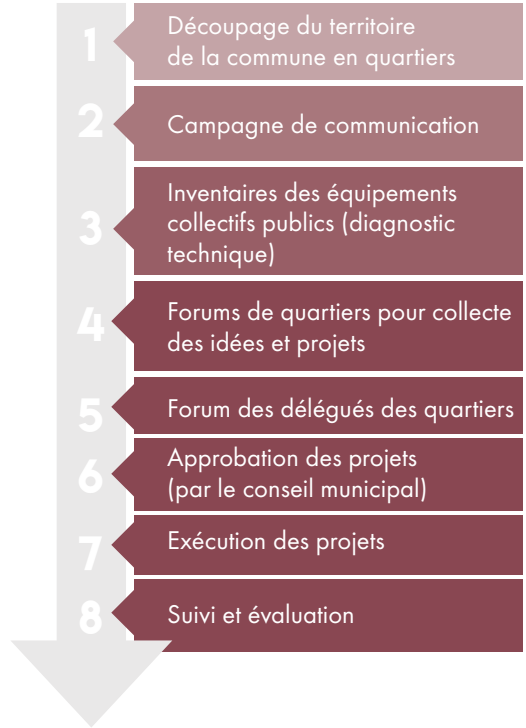 1
Découpage du territoire
de la commune en quartiers
2
Campagne de communication
3
Inventaires des équipements
collectifs publics (diagnostic
technique)
4
Forums de quartiers pour collecte
des idées et projets
5
Forum des délégués des quartiers
6
Approbation des projets
(par le conseil municipal)
7
Exécution des projets
8
Suivi et évaluation